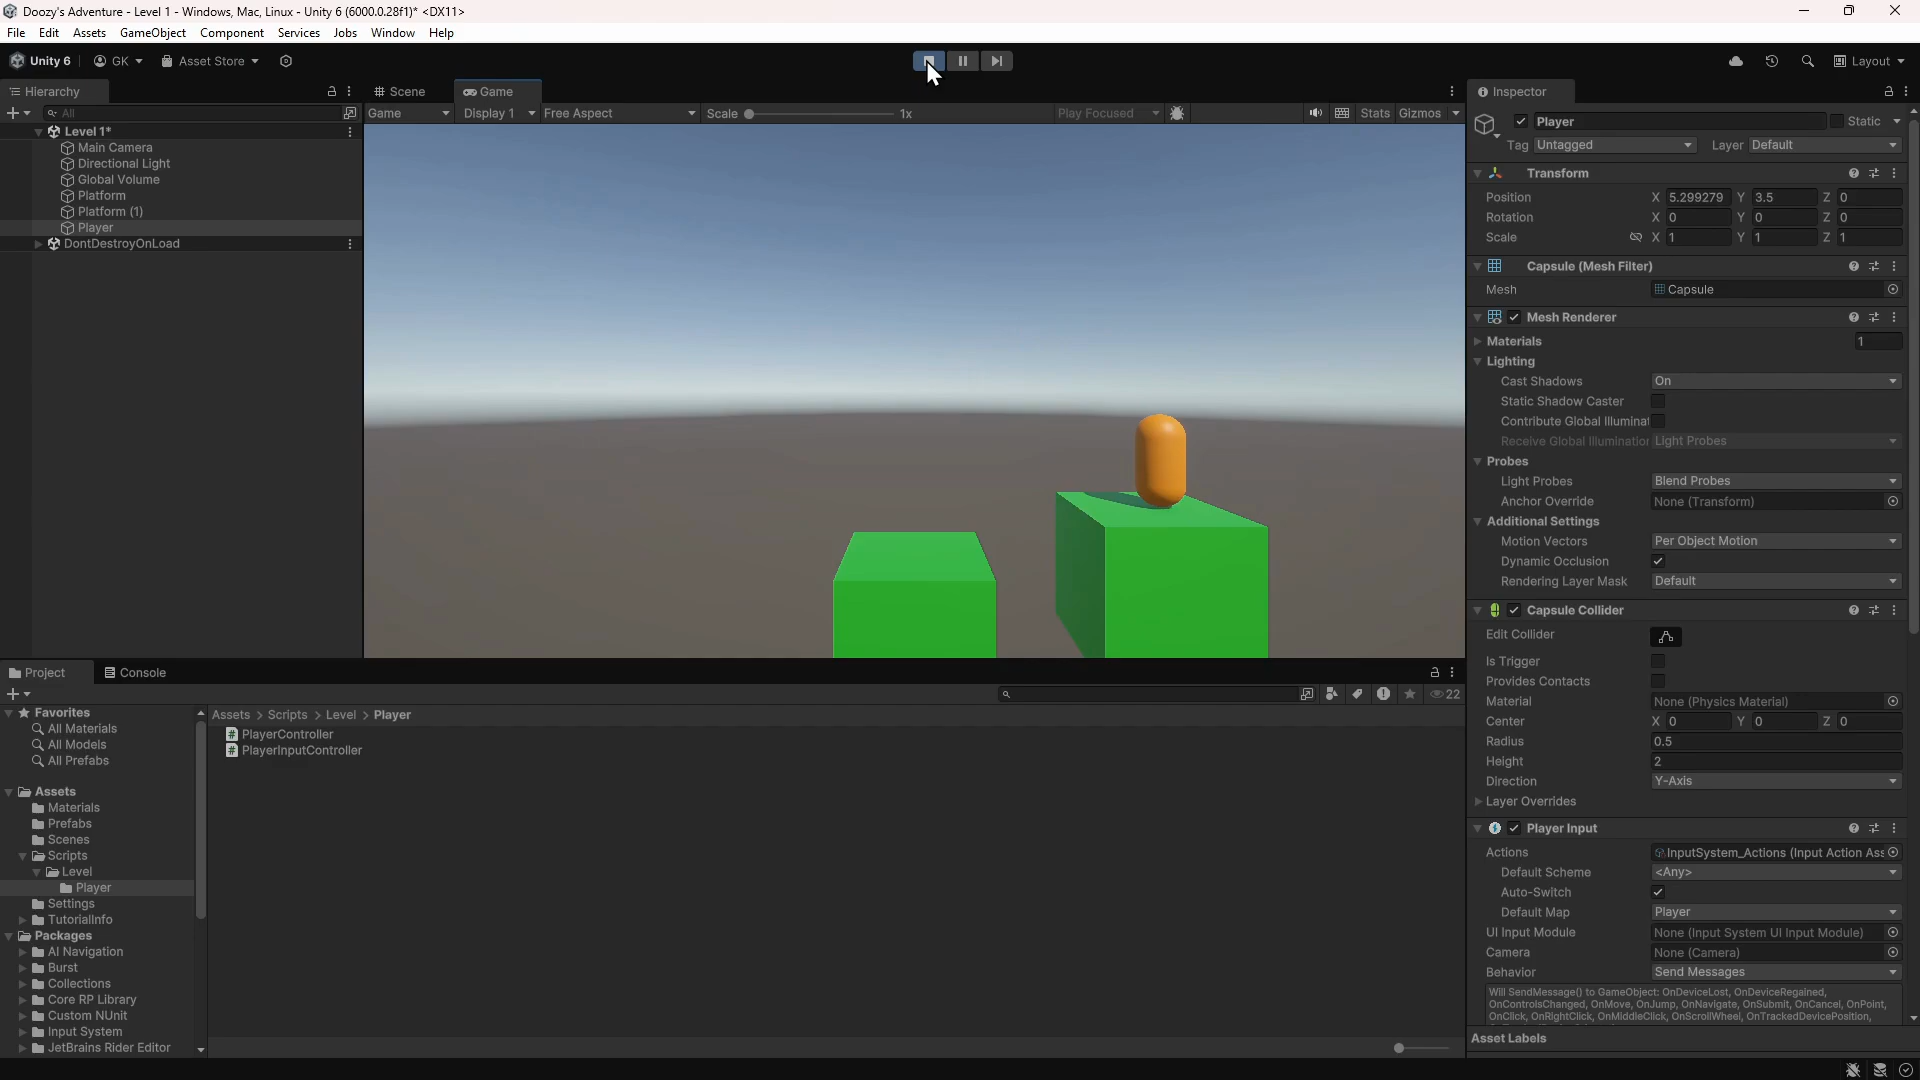 Doozy's Adventure - Level 1 - Windows, Mac, Linux - Unity 6 (6000.0.28f1)* <DX11>
File Edit Assets GameObject Component Services Jobs Window Help
Unity 6 GK Asset Store Layout
Hierarchy
All
Level 1*
Main Camera
Directional Light
Global Volume
Platform
Platform (1)
Player
DontDestroyOnLoad
Scene Game
Game Display 1 Free Aspect Scale 1x Play Focused Stats Gizmos
Inspector
Player Static
Tag Untagged Layer Default
Transform
Position X 5.299279 Y 3.5 Z 0
Rotation X 0 Y 0 Z 0
Scale X 1 Y 1 Z 1
Capsule (Mesh Filter)
Mesh Capsule
Mesh Renderer
Materials 1
Lighting
Cast Shadows On
Static Shadow Caster
Contribute Global Illuminat
Receive Global Illumination Light Probes
Probes
Light Probes Blend Probes
Anchor Override None (Transform)
Additional Settings
Motion Vectors Per Object Motion
Dynamic Occlusion
Rendering Layer Mask Default
Capsule Collider
Edit Collider
Is Trigger
Provides Contacts
Material None (Physics Material)
Center X 0 Y 0 Z 0
Radius 0.5
Height 2
Direction Y-Axis
Layer Overrides
Player Input
Actions InputSystem_Actions (Input Action Ass
Default Scheme <Any>
Auto-Switch
Default Map Player
UI Input Module None (Input System UI Input Module)
Camera None (Camera)
Behavior Send Messages
Will SendMessage() to GameObject: OnDeviceLost, OnDeviceRegained,
OnControlsChanged, OnMove, OnJump, OnNavigate, OnSubmit, OnCancel, OnPoint,
OnClick, OnRightClick, OnMiddleClick, OnScrollWheel, OnTrackedDevicePosition,
Asset Labels
Project Console
22
Favorites
All Materials
All Models
All Prefabs
Assets
Materials
Prefabs
Scenes
Scripts
Level
Player
Settings
TutorialInfo
Packages
AI Navigation
Burst
Collections
Core RP Library
Custom NUnit
Input System
JetBrains Rider Editor
Assets > Scripts > Level > Player
PlayerController
PlayerInputController